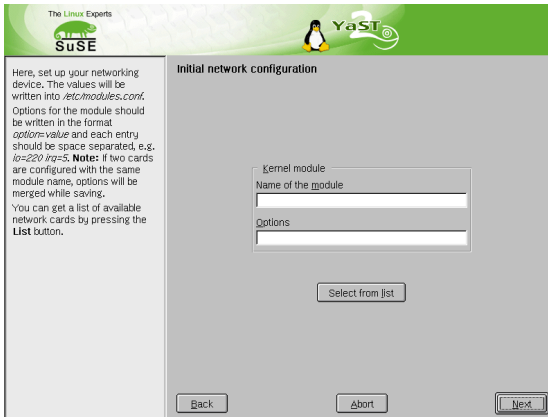 The Linux Experts
SuSE
YaST
2
Here, set up your networking
device. The values will be
written into /etc/modules.conf.
Options for the module should
be written in the format
option=value and each entry
should be space separated, e.g.
io=220 irq=5. Note: If two cards
are configured with the same
module name, options will be
merged while saving.
You can get a list of available
network cards by pressing the
List button.
Initial network configuration
Kernel module
Name of the module
Options
Select from list
Back
Abort
Next